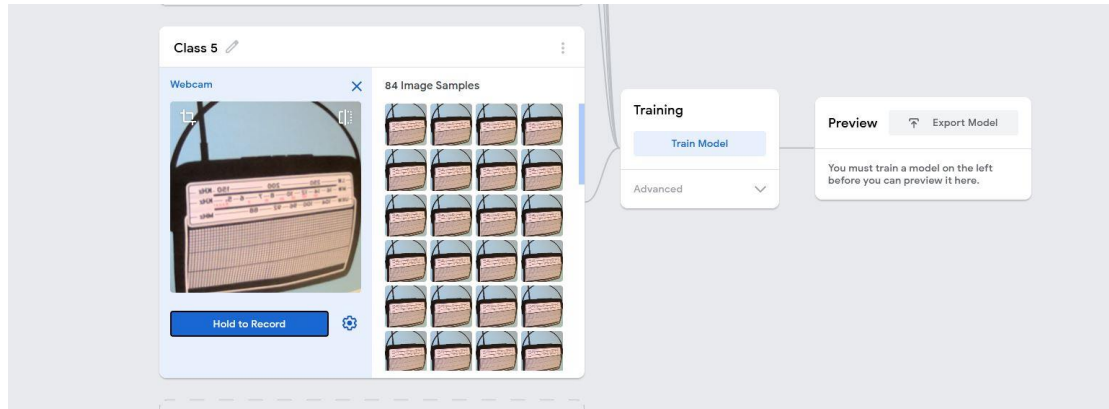 Class 5
Webcam
84 Image Samples
Hold to Record
Training
Train Model
Advanced
Preview
Export Model
You must train a model on the left
before you can preview it here.